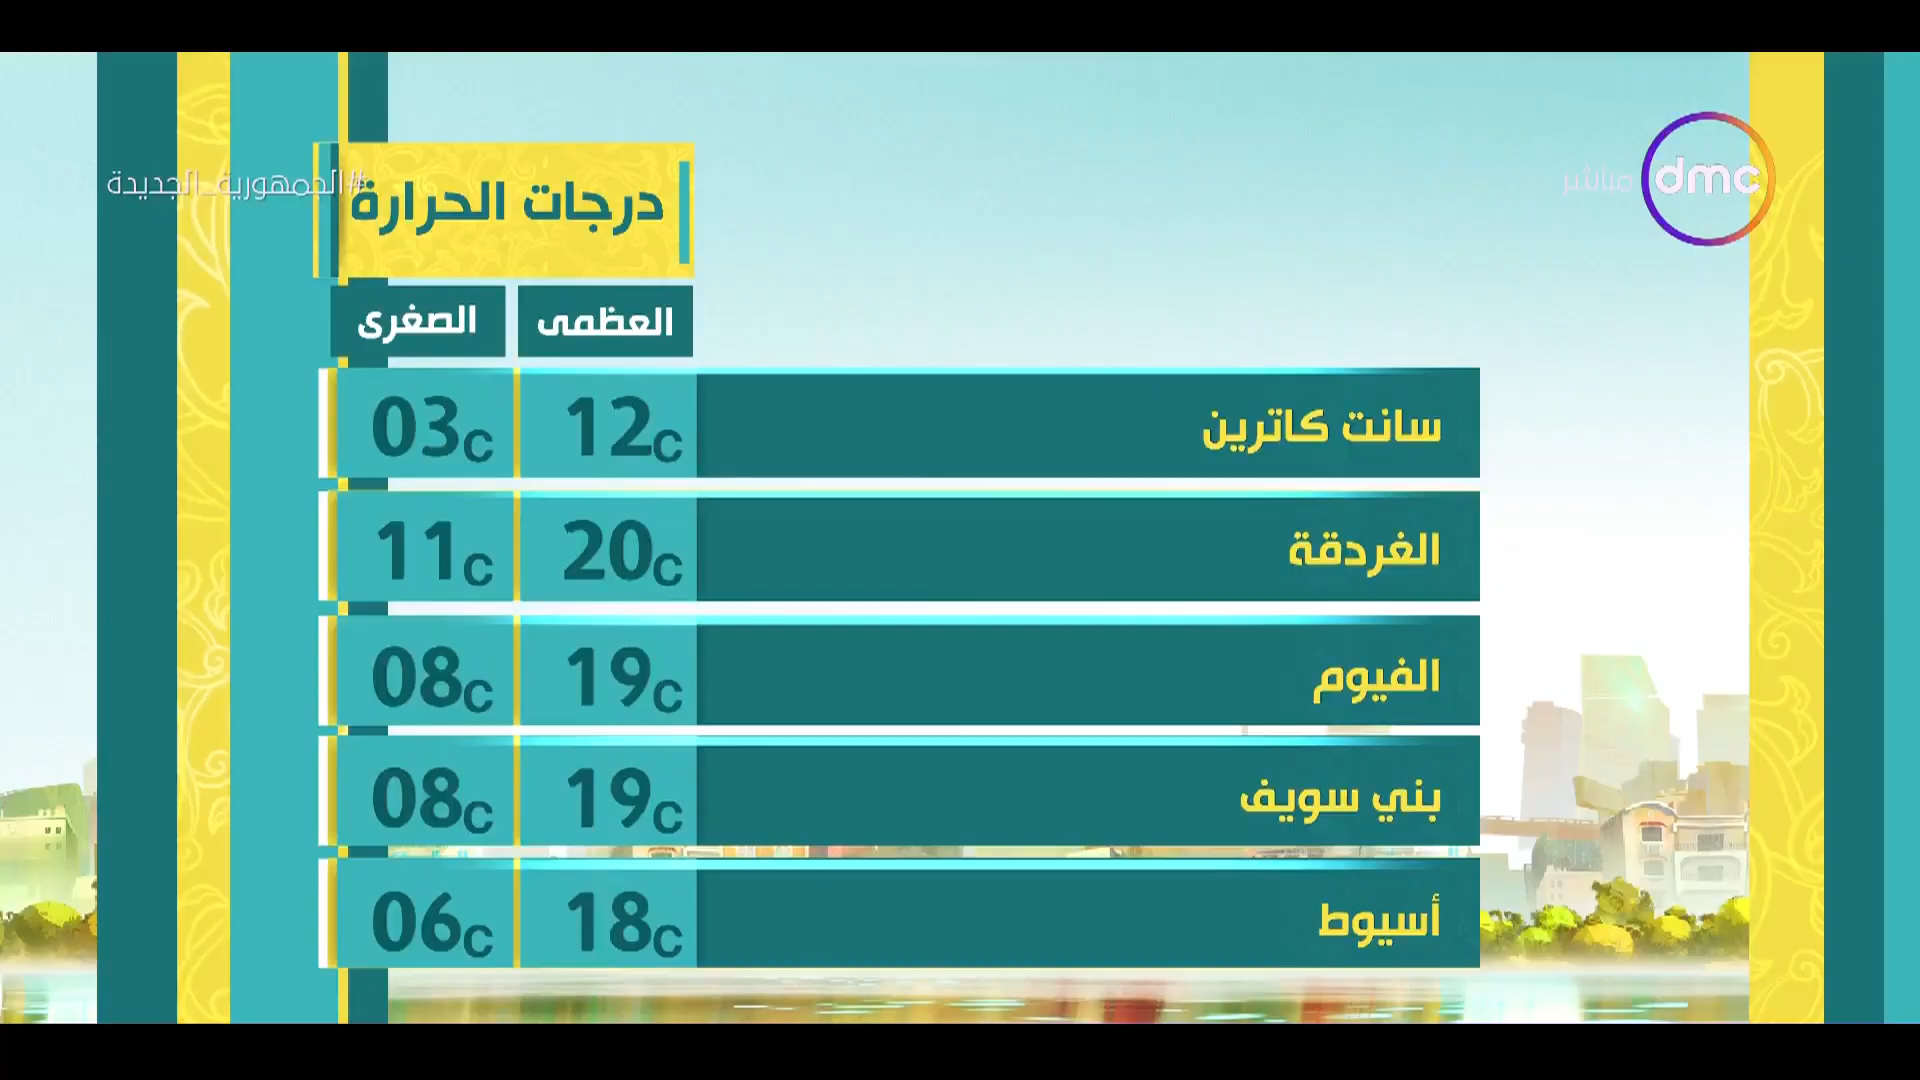 dmc مباشر
#الجمهورية_الجديدة
درجات الحرارة
العظمى الصغرى
سانت كاترين 12c 03c
الغردقة 20c 11c
الفيوم 19c 08c
بني سويف 19c 08c
أسيوط 18c 06c